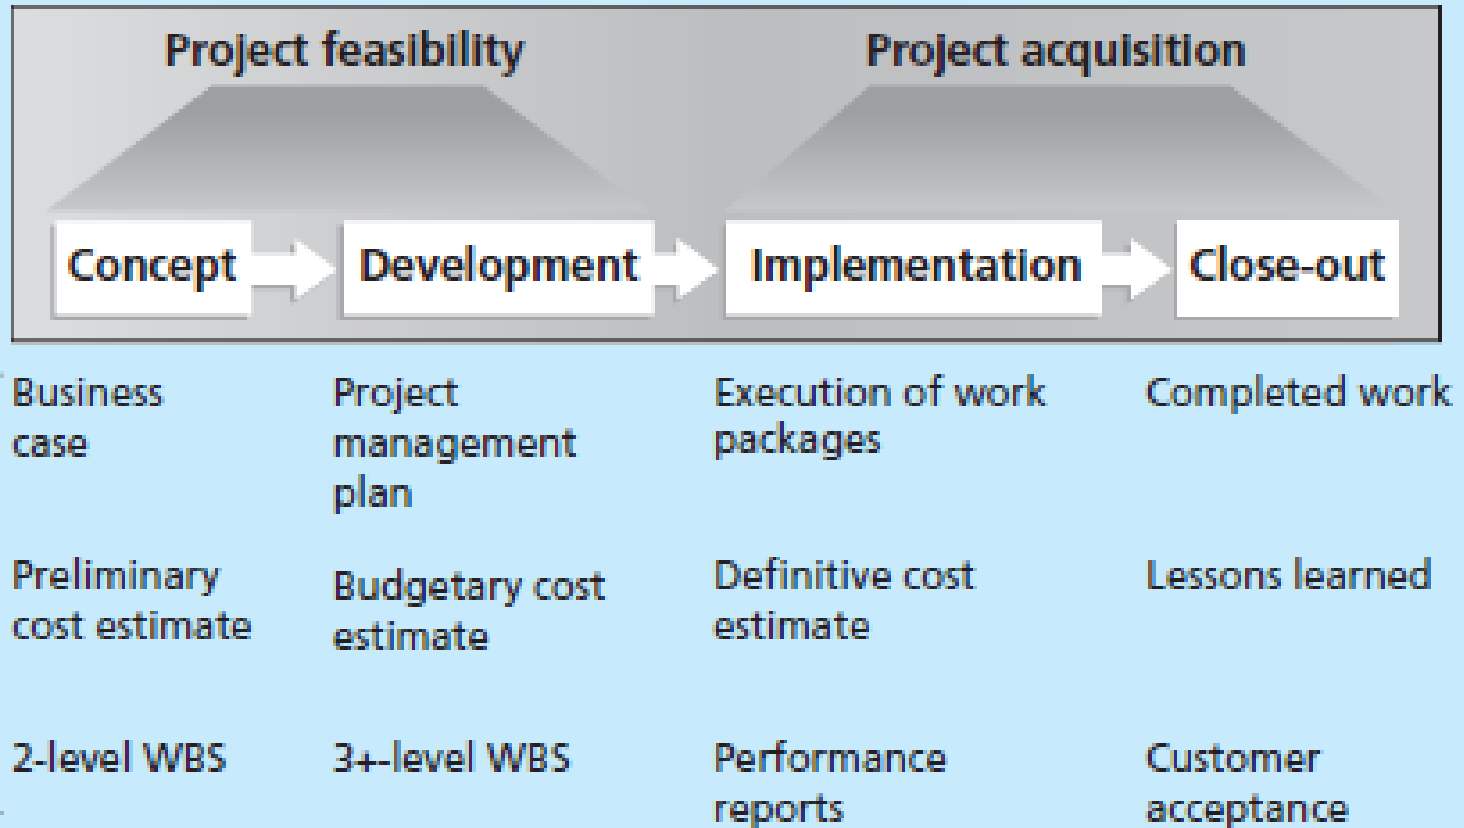 Project feasibility
Project acquisition
Concept
Development
Implementation
Close-out
Business
case
Project
management
plan
Execution of work
packages
Completed work
Preliminary
cost estimate
Budgetary cost
estimate
Definitive cost
estimate
Lessons learned
2-level WBS
3+-level WBS
Performance
reports
Customer
acceptance